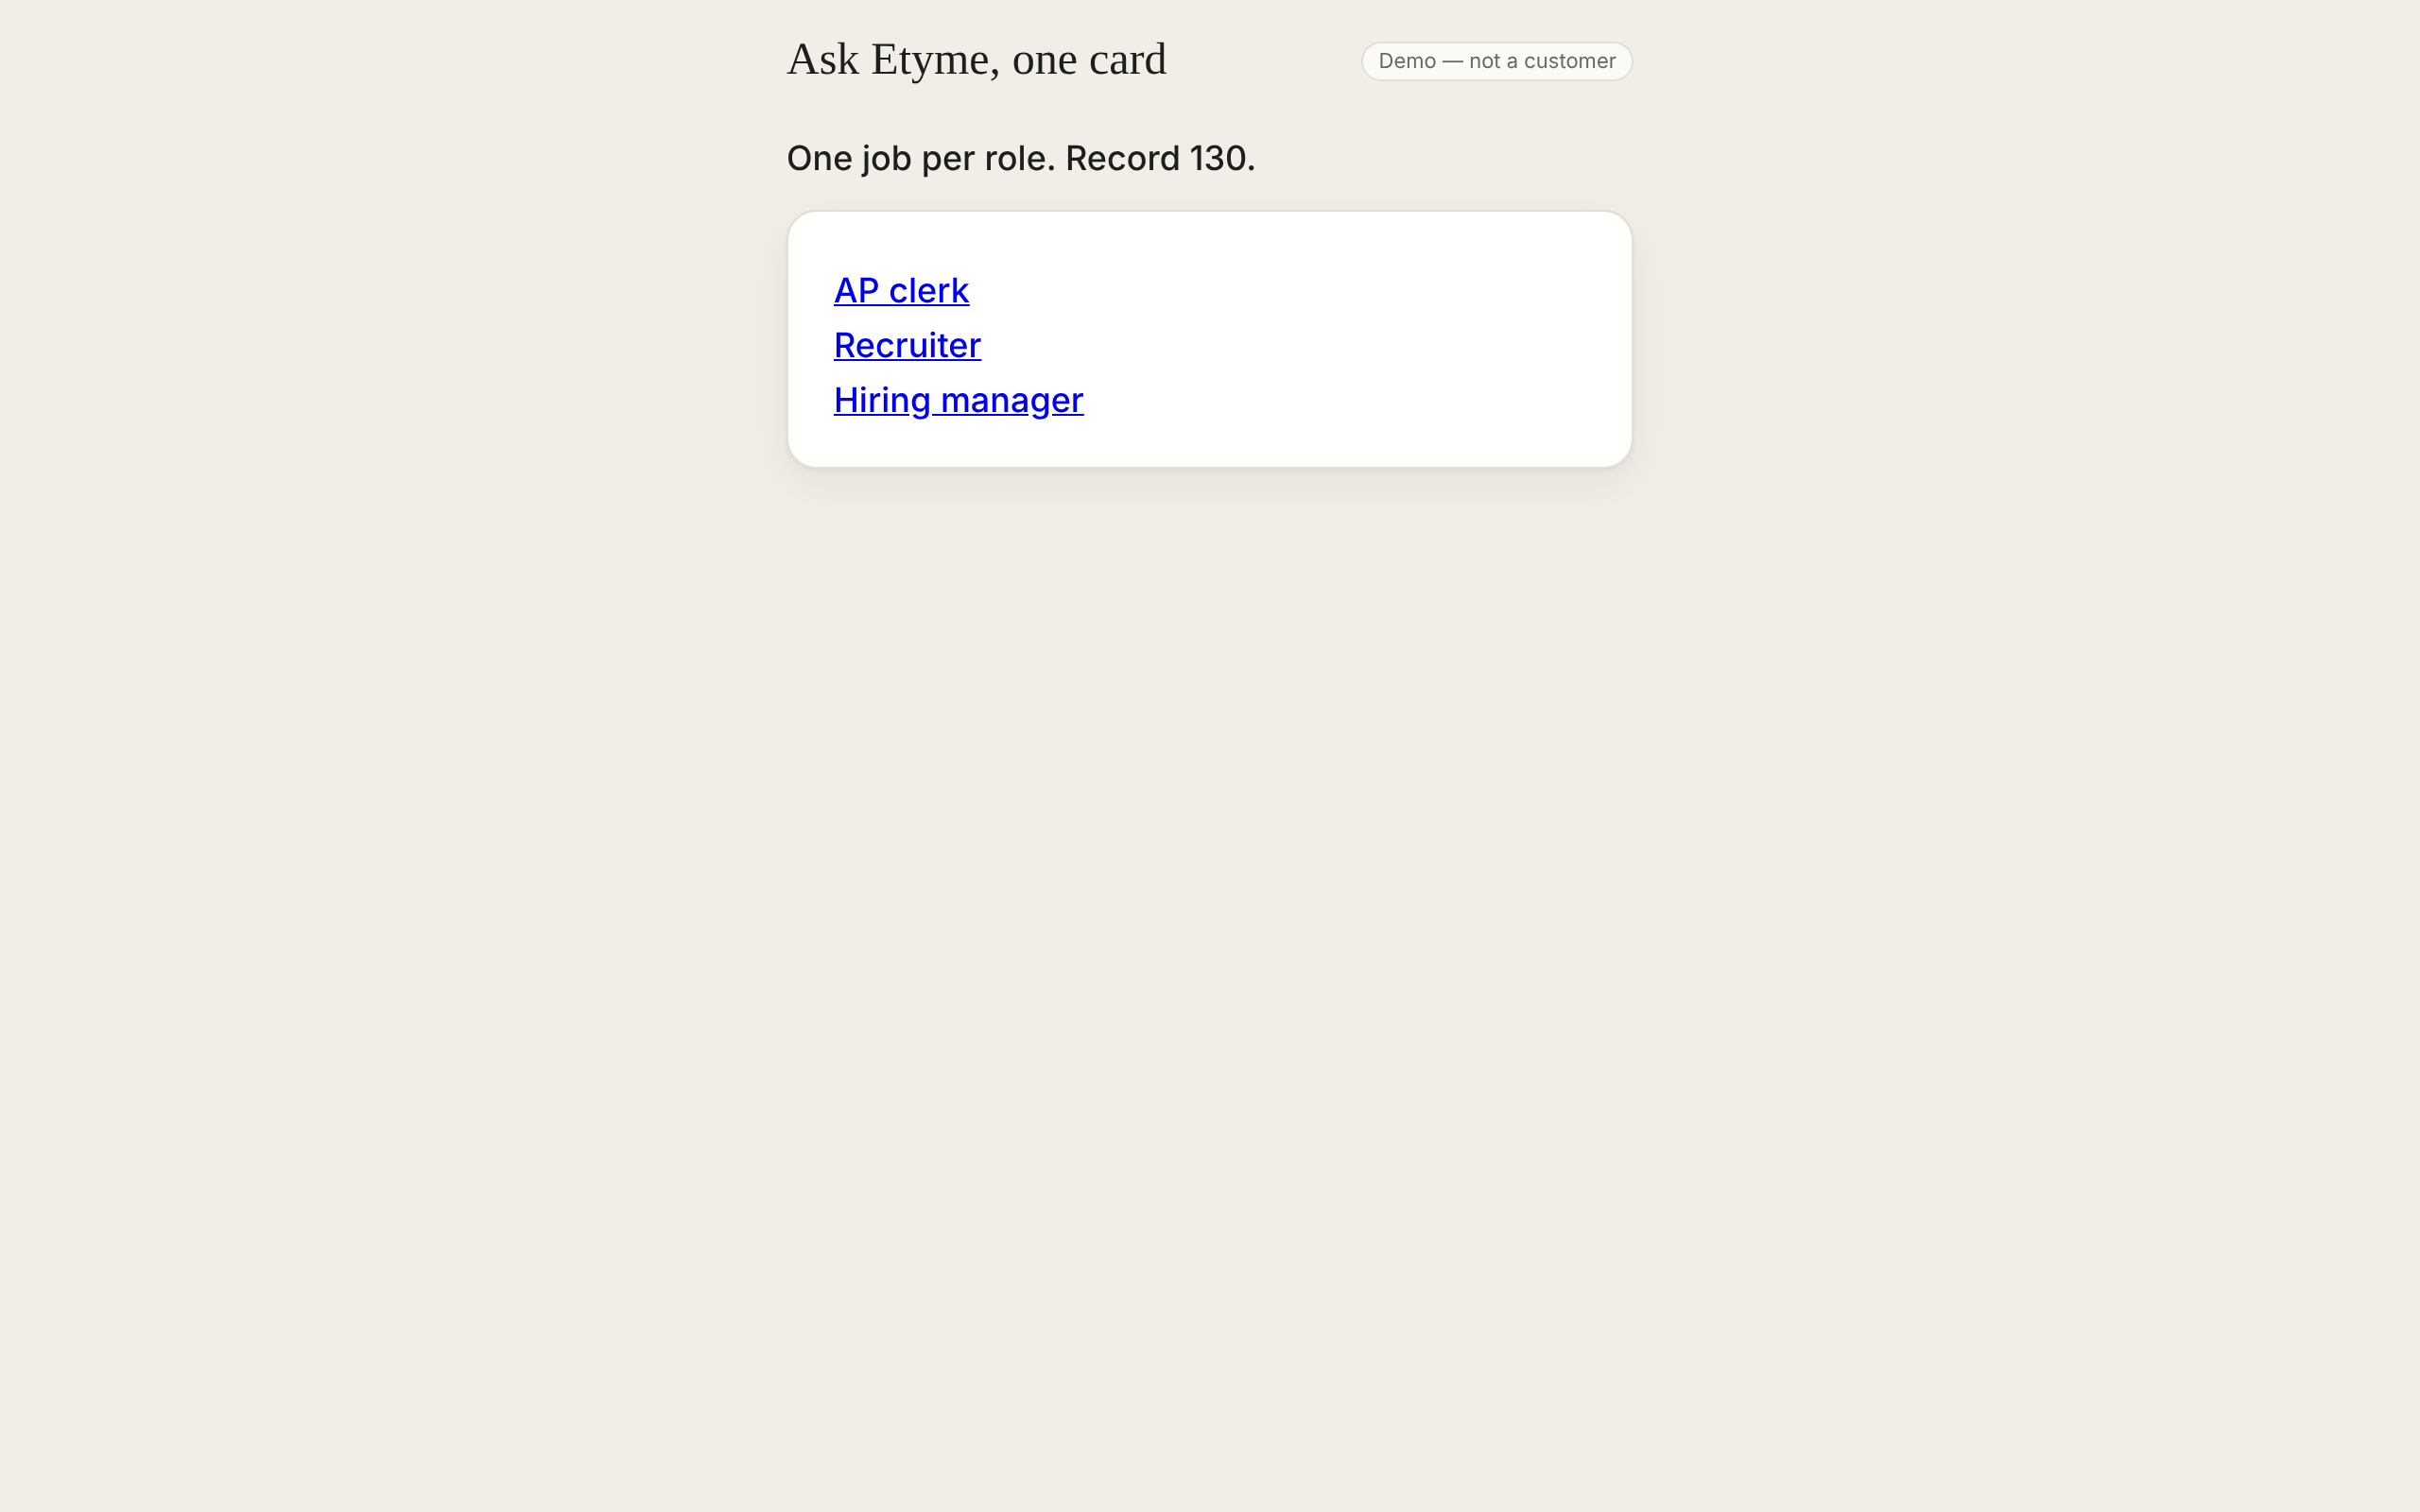 Ask Etyme, one card
Demo — not a customer
One job per role. Record 130.
AP clerk
Recruiter
Hiring manager